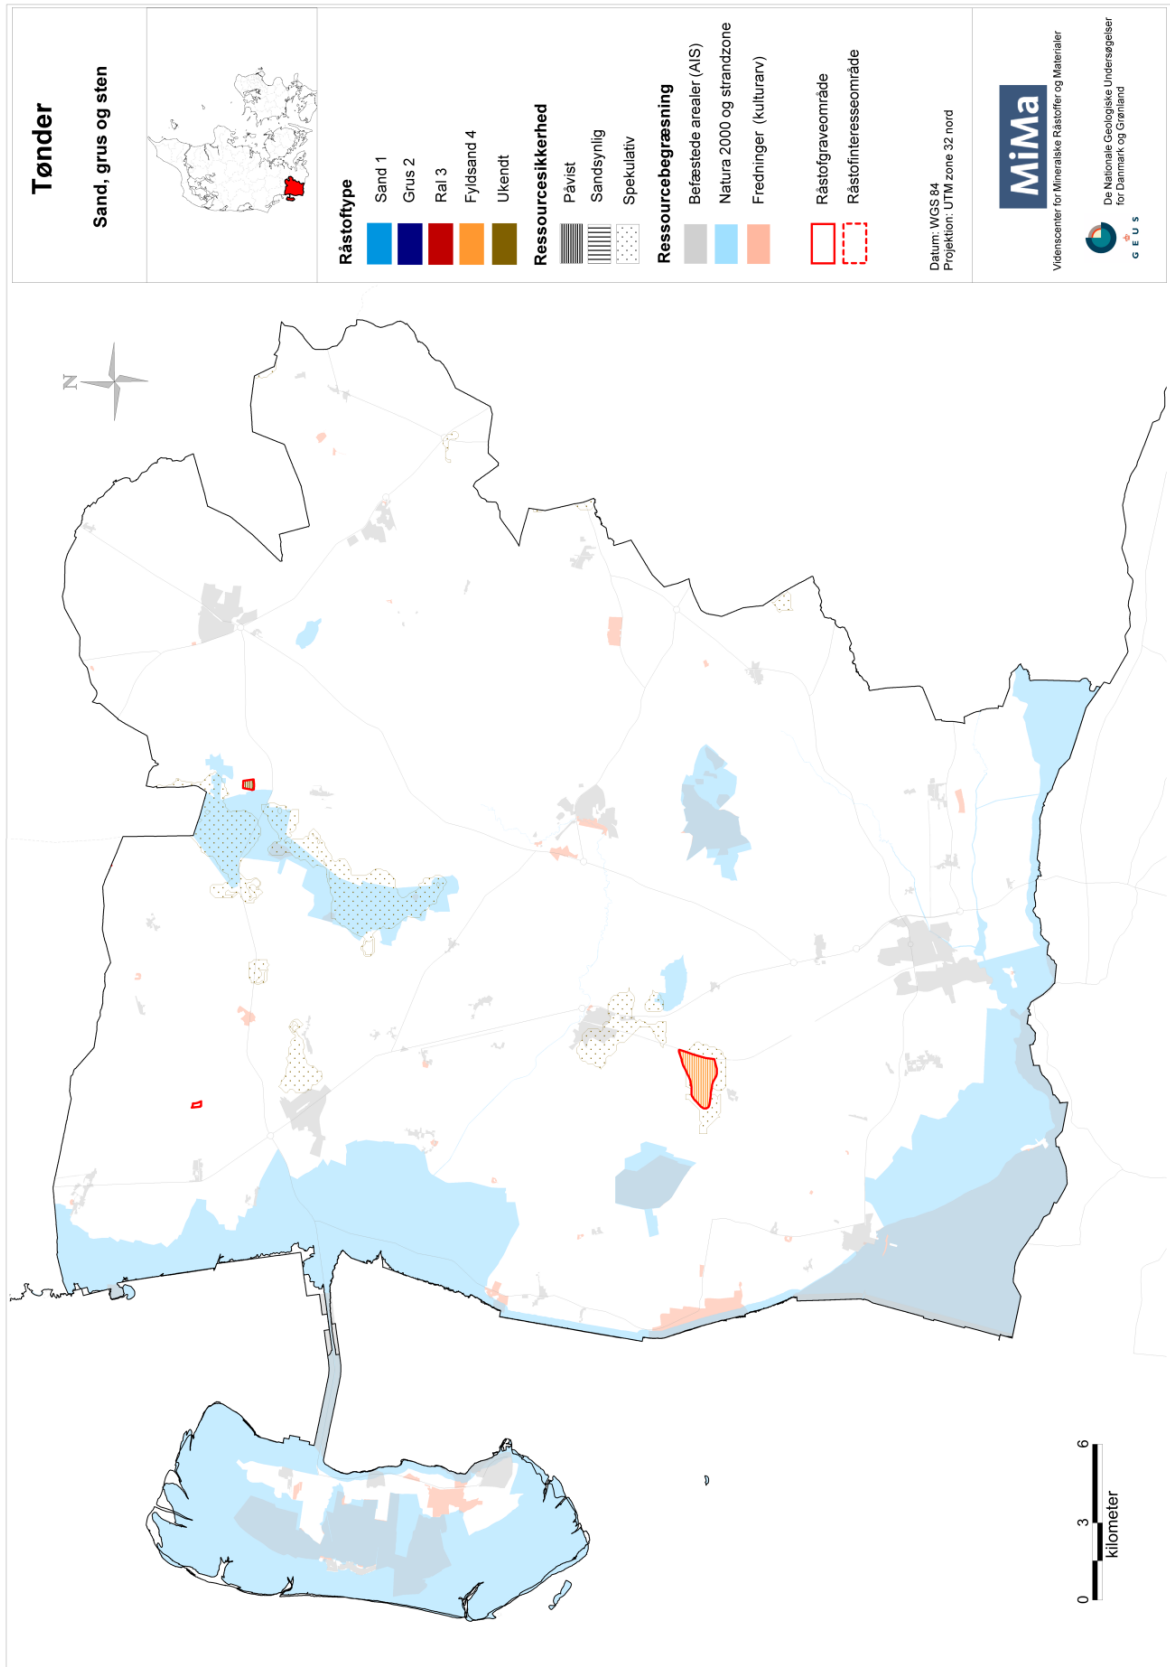 Tønder
Sand, grus og sten
Råstoftype
Sand 1
Grus 2
Ral 3
Fyldsand 4
Ukendt
Ressourcesikkerhed
Påvist
Sandsynlig
Spekulativ
Ressourcebegræsning
Befæstede arealer (AIS)
Natura 2000 og strandzone
Fredninger (kulturarv)
Råstofgraveområde
Råstofinteresseområde
Datum: WGS 84
Projektion: UTM zone 32 nord
MiMa
Videnscenter for Mineralske Råstoffer og Materialer
GEUS
De Nationale Geologiske Undersøgelser
for Danmark og Grønland
N
0 3 6
kilometer